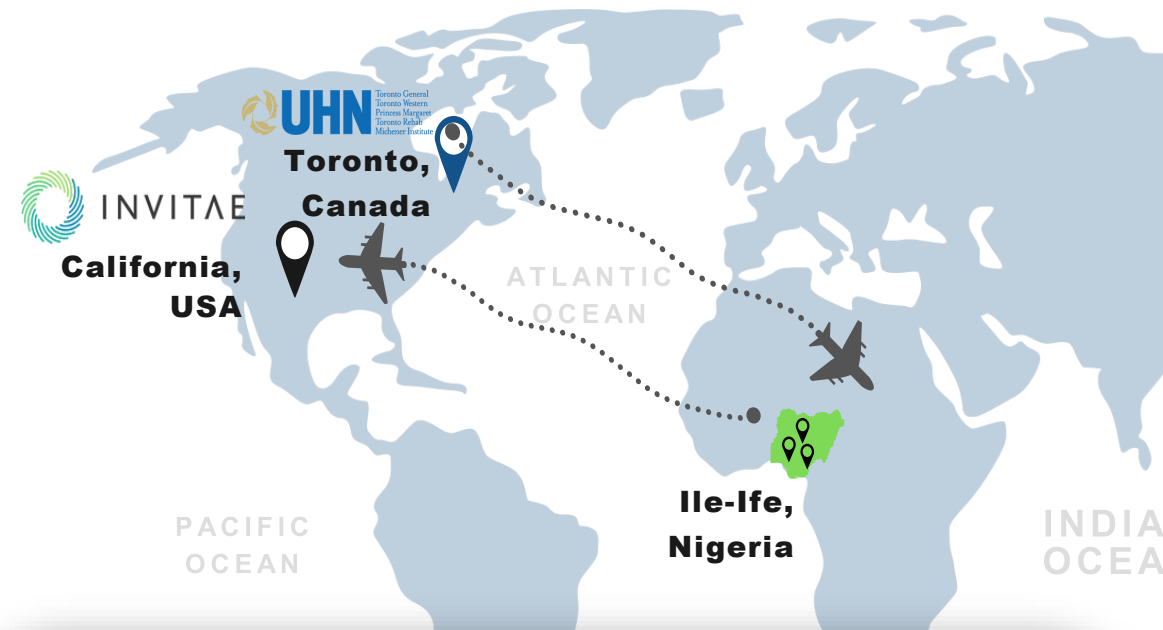 UHN
Toronto General
Toronto Western
Princess Margaret
Toronto Rehab
Michener Institute
Toronto,
Canada
INVITAE
California,
USA
ATLANTIC
OCEAN
Ile-Ife,
Nigeria
PACIFIC
OCEAN
INDIA
OCEA